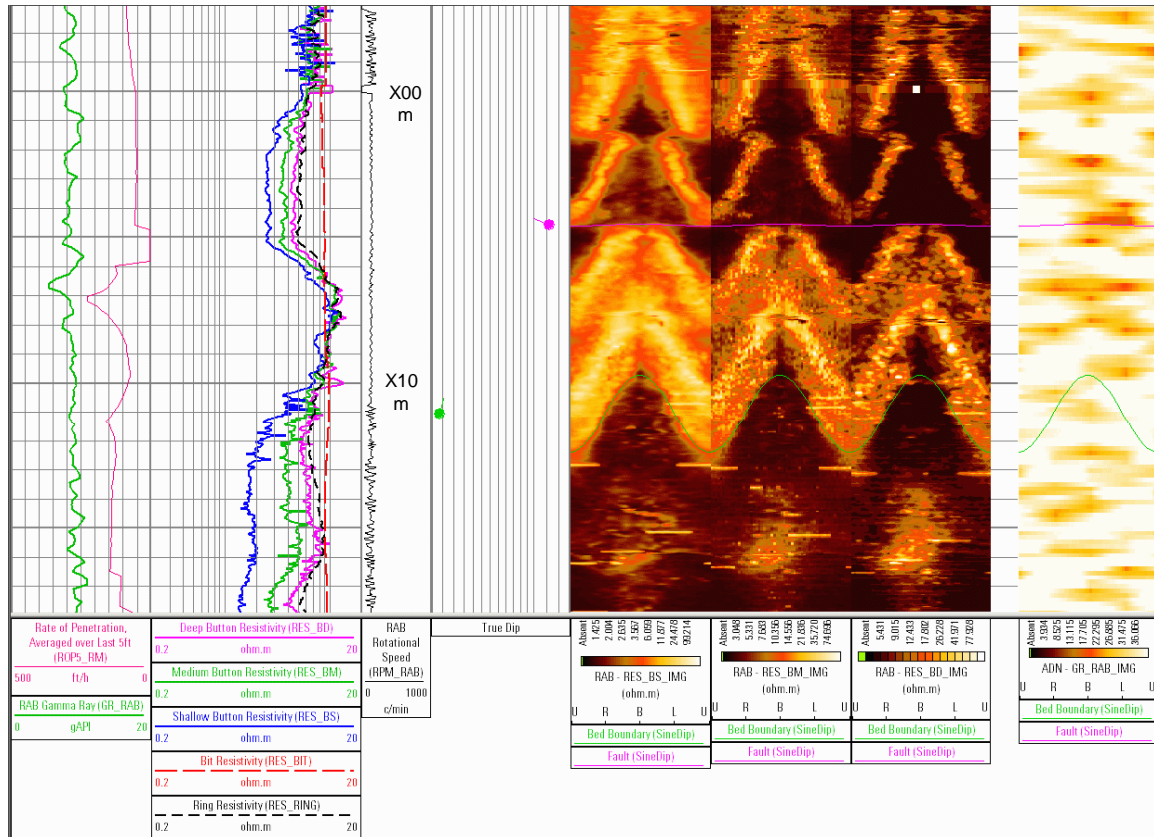 X00
m
X10
m
Rate of Penetration,
Averaged over Last 5ft
(ROP5_RM)
500 ft/h 0
RAB Gamma Ray (GR_RAB)
0 gAPI 20
Deep Button Resistivity (RES_BD)
0.2 ohm.m 20
Medium Button Resistivity (RES_BM)
0.2 ohm.m 20
Shallow Button Resistivity (RES_BS)
0.2 ohm.m 20
Bit Resistivity (RES_BIT)
0.2 ohm.m 20
Ring Resistivity (RES_RING)
0.2 ohm.m 20
RAB
Rotational
Speed
(RPM_RAB)
0 1000
c/min
True Dip
Absent 1.425 2.004 2.635 3.567 6.059 11.877 24.478
RAB - RES_BS_IMG
(ohm.m)
U R B L U
Bed Boundary (SineDip)
Fault (SineDip)
Absent 3.048 5.331 7.683 10.356 14.556 21.836 35.720 74.696
RAB - RES_BM_IMG
(ohm.m)
U R B L U
Bed Boundary (SineDip)
Fault (SineDip)
Absent 5.431 9.015 12.433 17.802 26.228 41.971 77.928
RAB - RES_BD_IMG
(ohm.m)
U R B L U
Bed Boundary (SineDip)
Fault (SineDip)
Absent 3.934 8.525 13.115 17.705 22.295 26.885 31.475 36.066
ADN - GR_RAB_IMG
U R B L U
Bed Boundary (SineDip)
Fault (SineDip)